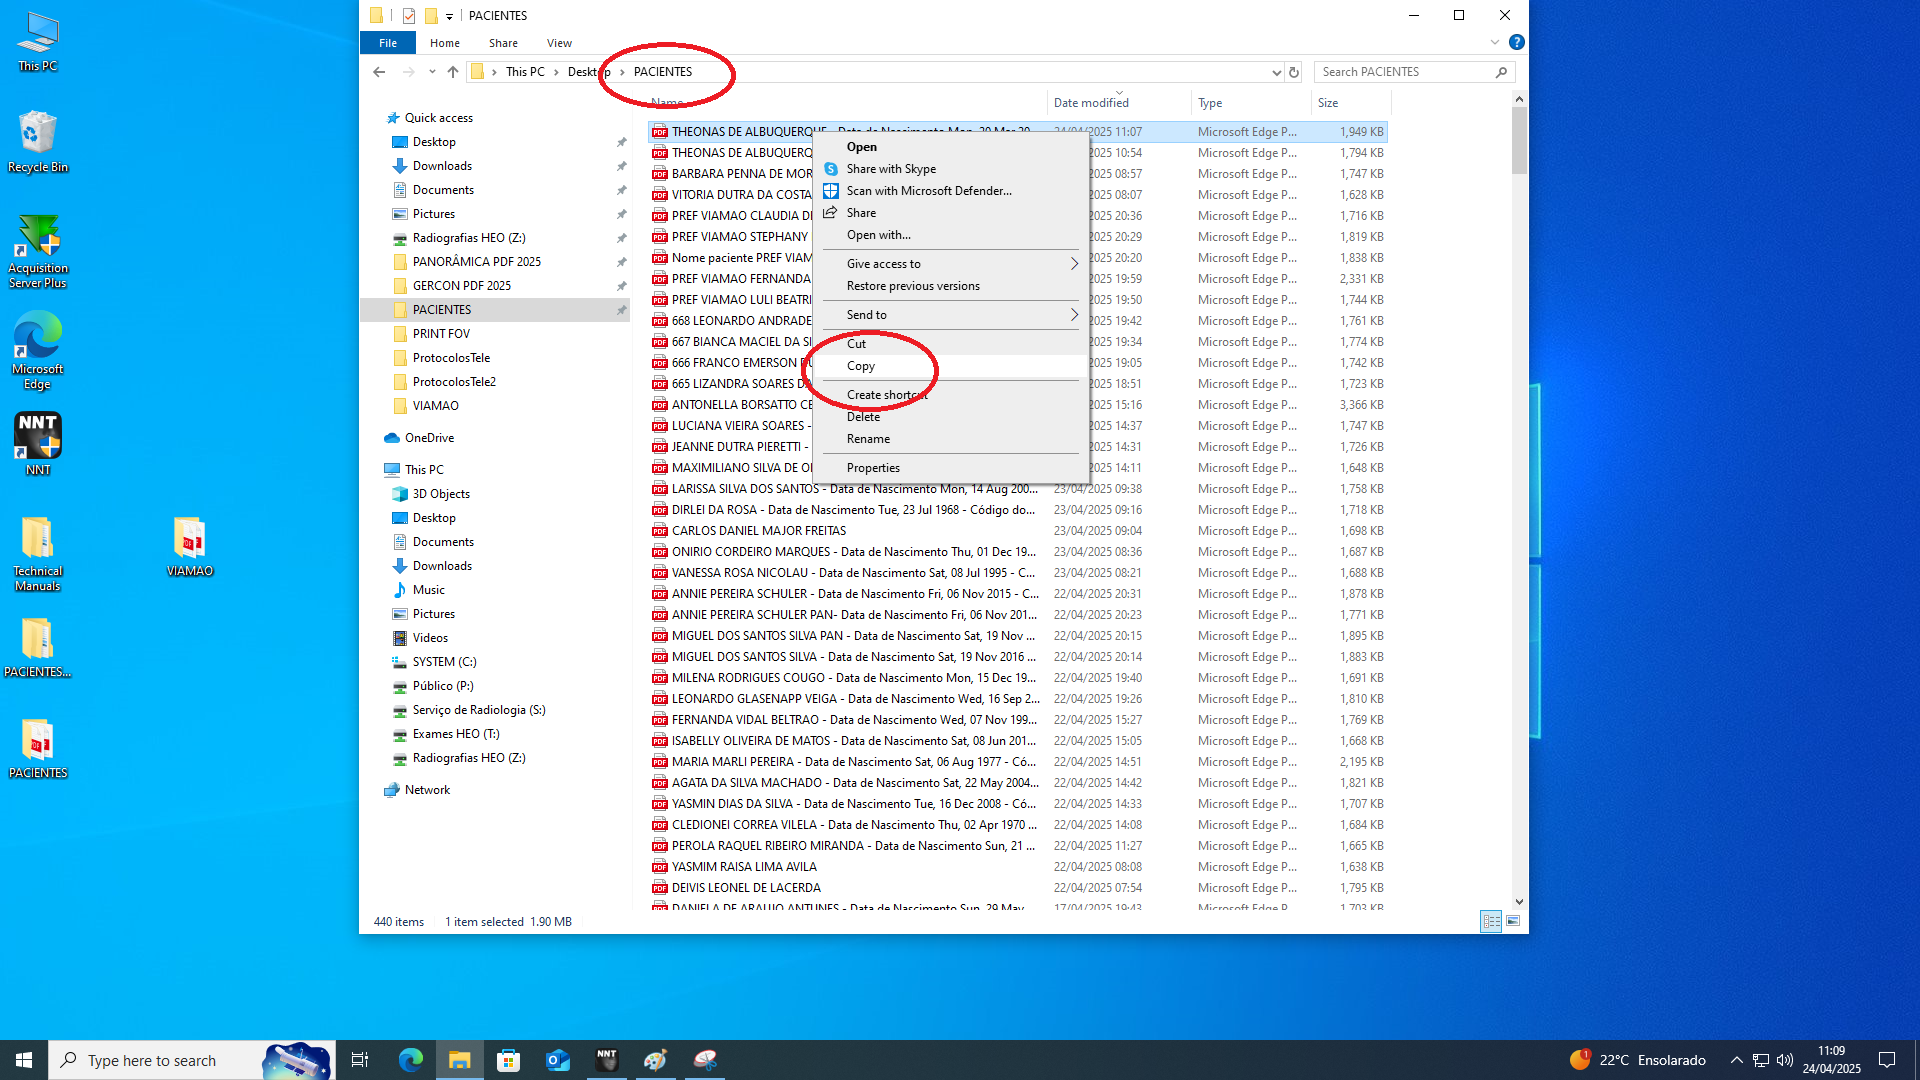 This PC
Recycle Bin
Acquisition
Server Plus
Microsoft
Edge
NNT
NNT
Technical
Manuals
VIAMAO
PACIENTES...
PACIENTES
PACIENTES
File Home Share View
This PC Desktop PACIENTES
Search PACIENTES
Quick access
Desktop
Downloads
Documents
Pictures
Radiografias HEO (Z:)
PANORÂMICA PDF 2025
GERCON PDF 2025
PACIENTES
PRINT FOV
ProtocolosTele
ProtocolosTele2
VIAMAO
OneDrive
This PC
3D Objects
Desktop
Documents
Downloads
Music
Pictures
Videos
SYSTEM (C:)
Público (P:)
Serviço de Radiologia (S:)
Exames HEO (T:)
Radiografias HEO (Z:)
Network
Name Date modified Type Size
THEONAS DE ALBUQUERQUE - Data de Nascimento Mon, 20 Mar 20... 24/04/2025 11:07 Microsoft Edge P... 1,949 KB
THEONAS DE ALBUQUERQ 2025 10:54 Microsoft Edge P... 1,794 KB
BARBARA PENNA DE MOR 2025 08:57 Microsoft Edge P... 1,747 KB
VITORIA DUTRA DA COSTA 2025 08:07 Microsoft Edge P... 1,628 KB
PREF VIAMAO CLAUDIA D 2025 20:36 Microsoft Edge P... 1,716 KB
PREF VIAMAO STEPHANY 2025 20:29 Microsoft Edge P... 1,819 KB
Nome paciente PREF VIAM 2025 20:20 Microsoft Edge P... 1,838 KB
PREF VIAMAO FERNANDA 2025 19:59 Microsoft Edge P... 2,331 KB
PREF VIAMAO LULI BEATRI 2025 19:50 Microsoft Edge P... 1,744 KB
668 LEONARDO ANDRADE 2025 19:42 Microsoft Edge P... 1,761 KB
667 BIANCA MACIEL DA SI 2025 19:34 Microsoft Edge P... 1,774 KB
666 FRANCO EMERSON 2025 19:05 Microsoft Edge P... 1,742 KB
665 LIZANDRA SOARES DA 2025 18:51 Microsoft Edge P... 1,723 KB
ANTONELLA BORSATTO CE 2025 15:16 Microsoft Edge P... 3,366 KB
LUCIANA VIEIRA SOARES - 2025 14:37 Microsoft Edge P... 1,747 KB
JEANNE DUTRA PIERETTI - 2025 14:31 Microsoft Edge P... 1,726 KB
MAXIMILIANO SILVA DE O 2025 14:11 Microsoft Edge P... 1,648 KB
LARISSA SILVA DOS SANTOS - Data de Nascimento Mon, 14 Aug 200... 23/04/2025 09:38 Microsoft Edge P... 1,758 KB
DIRLEI DA ROSA - Data de Nascimento Tue, 23 Jul 1968 - Código do... 23/04/2025 09:16 Microsoft Edge P... 1,718 KB
CARLOS DANIEL MAJOR FREITAS 23/04/2025 09:04 Microsoft Edge P... 1,698 KB
ONIRIO CORDEIRO MARQUES - Data de Nascimento Thu, 01 Dec 19... 23/04/2025 08:36 Microsoft Edge P... 1,687 KB
VANESSA ROSA NICOLAU - Data de Nascimento Sat, 08 Jul 1995 - C... 23/04/2025 08:21 Microsoft Edge P... 1,688 KB
ANNIE PEREIRA SCHULER - Data de Nascimento Fri, 06 Nov 2015 - C... 22/04/2025 20:31 Microsoft Edge P... 1,878 KB
ANNIE PEREIRA SCHULER PAN- Data de Nascimento Fri, 06 Nov 201... 22/04/2025 20:23 Microsoft Edge P... 1,771 KB
MIGUEL DOS SANTOS SILVA PAN - Data de Nascimento Sat, 19 Nov ... 22/04/2025 20:15 Microsoft Edge P... 1,895 KB
MIGUEL DOS SANTOS SILVA - Data de Nascimento Sat, 19 Nov 2016 ... 22/04/2025 20:14 Microsoft Edge P... 1,883 KB
MILENA RODRIGUES COUGO - Data de Nascimento Mon, 15 Dec 19... 22/04/2025 19:40 Microsoft Edge P... 1,691 KB
LEONARDO GLASENAPP VEIGA - Data de Nascimento Wed, 16 Sep 2... 22/04/2025 19:26 Microsoft Edge P... 1,810 KB
FERNANDA VIDAL BELTRAO - Data de Nascimento Wed, 07 Nov 199... 22/04/2025 15:27 Microsoft Edge P... 1,769 KB
ISABELLY OLIVEIRA DE MATOS - Data de Nascimento Sat, 08 Jun 201... 22/04/2025 15:05 Microsoft Edge P... 1,668 KB
MARIA MARLI PEREIRA - Data de Nascimento Sat, 06 Aug 1977 - Có... 22/04/2025 14:51 Microsoft Edge P... 2,195 KB
AGATA DA SILVA MACHADO - Data de Nascimento Sat, 22 May 2004... 22/04/2025 14:42 Microsoft Edge P... 1,821 KB
YASMIN DIAS DA SILVA - Data de Nascimento Tue, 16 Dec 2008 - Có... 22/04/2025 14:33 Microsoft Edge P... 1,707 KB
CLEDIONEI CORREA VILELA - Data de Nascimento Thu, 02 Apr 1970 ... 22/04/2025 14:08 Microsoft Edge P... 1,684 KB
PEROLA RAQUEL RIBEIRO MIRANDA - Data de Nascimento Sun, 21 ... 22/04/2025 11:27 Microsoft Edge P... 1,665 KB
YASMIM RAISA LIMA AVILA 22/04/2025 08:08 Microsoft Edge P... 1,638 KB
DEIVIS LEONEL DE LACERDA 22/04/2025 07:54 Microsoft Edge P... 1,795 KB
DANIELA DE ARAUJO ANTUNES - Data de Nascimento Sun, 29 May 17/04/2025 19:43 Microsoft Edge P... 1,703 KB
Open
Share with Skype
Scan with Microsoft Defender...
Share
Open with...
Give access to
Restore previous versions
Send to
Cut
Copy
Create shortcut
Delete
Rename
Properties
440 items 1 item selected 1.90 MB
Type here to search
NNT
1
22°C Ensolarado
11:09
24/04/2025